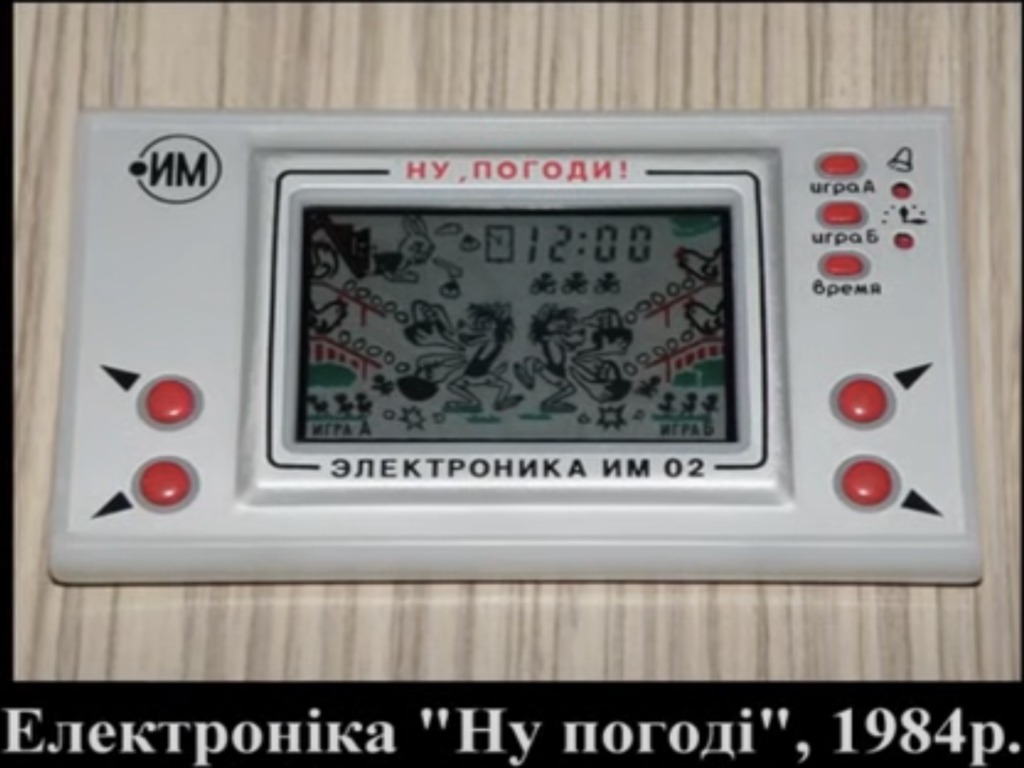 ИМ
НУ, ПОГОДИ!
игра А
игра Б
время
12:00
ИГРА А
ИГРА Б
ЭЛЕКТРОНИКА ИМ 02
Електроніка "Ну погоді", 1984р.